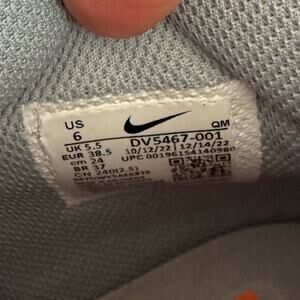 US
6
UK 5.5
EUR 38.5
cm 24
BR 37
CN 240(2.5)
QM
DV5467-001
10/12/22 | 12/14/22
UPC 00196154140980